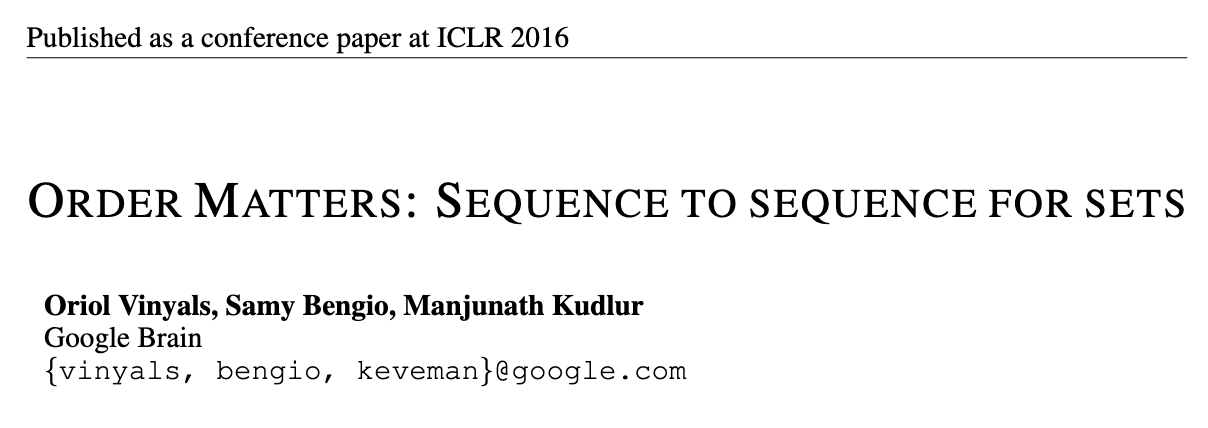 Published as a conference paper at ICLR 2016
ORDER MATTERS: SEQUENCE TO SEQUENCE FOR SETS
Oriol Vinyals, Samy Bengio, Manjunath Kudlur
Google Brain
{vinyals, bengio, keveman}@google.com